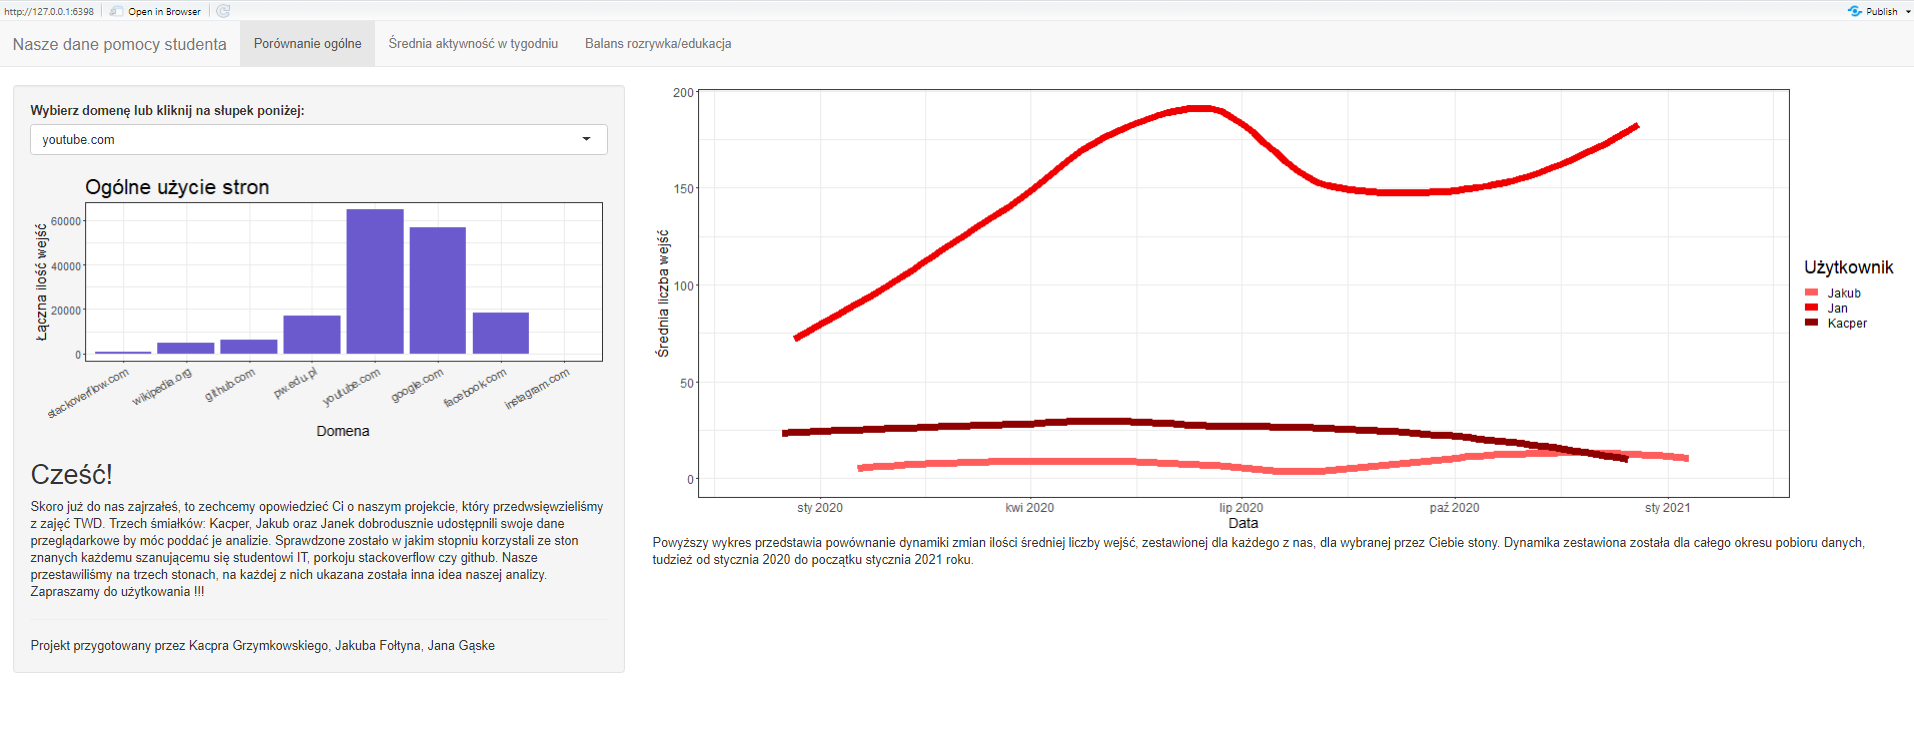 http://127.0.0.1:6398 Open in Browser Publish
Nasze dane pomocy studenta Porównanie ogólne Średnia aktywność w tygodniu Balans rozrywka/edukacja
Wybierz domenę lub kliknij na słupek poniżej:
youtube.com
Ogólne użycie stron
Łączna ilość wejść
60000
40000
20000
0
stackoverflow.com wikipedia.org github.com pw.edu.pl youtube.com google.com facebook.com instagram.com
Domena
Cześć!
Skoro już do nas zajrzałeś, to zechcemy opowiedzieć Ci o naszym projekcie, który przedwsięwzieliśmy
z zajęć TWD. Trzech śmiałków: Kacper, Jakub oraz Janek dobrodusznie udostępnili swoje dane
przeglądarkowe by móc poddać je analizie. Sprawdzone zostało w jakim stopniu korzystali ze ston
znanych każdemu szanującemu się studentowi IT, porkoju stackoverflow czy github. Nasze
przestawiliśmy na trzech stonach, na każdej z nich ukazana została inna idea naszej analizy.
Zapraszamy do użytkowania !!!
Projekt przygotowany przez Kacpra Grzymkowskiego, Jakuba Fołtyna, Jana Gąske
Średnia liczba wejść
200
150
100
50
0
sty 2020 kwi 2020 lip 2020 paź 2020 sty 2021
Data
Użytkownik
Jakub
Jan
Kacper
Powyższy wykres przedstawia powównanie dynamiki zmian ilości średniej liczby wejść, zestawionej dla każdego z nas, dla wybranej przez Ciebie stony. Dynamika zestawiona została dla całego okresu pobioru danych,
tudzież od stycznia 2020 do początku stycznia 2021 roku.